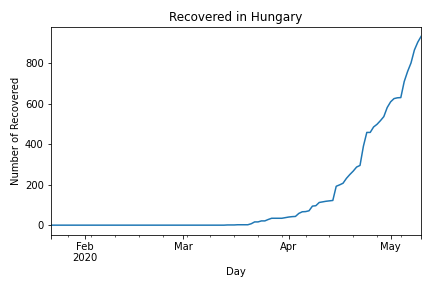 Recovered in Hungary
Number of Recovered
800
600
400
200
0
Feb
2020
Mar
Apr
May
Day